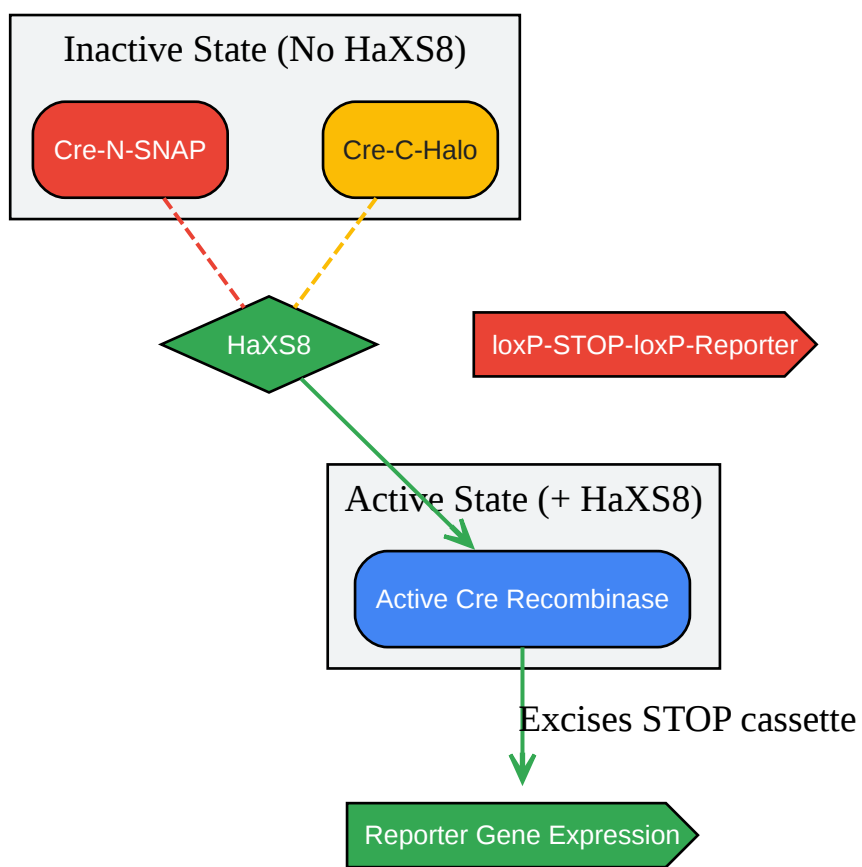 Inactive State (No HaXS8)
Cre-N-SNAP
Cre-C-Halo
HaXS8
loxP-STOP-loxP-Reporter
Active State (+ HaXS8)
Active Cre Recombinase
Excises STOP cassette
Reporter Gene Expression